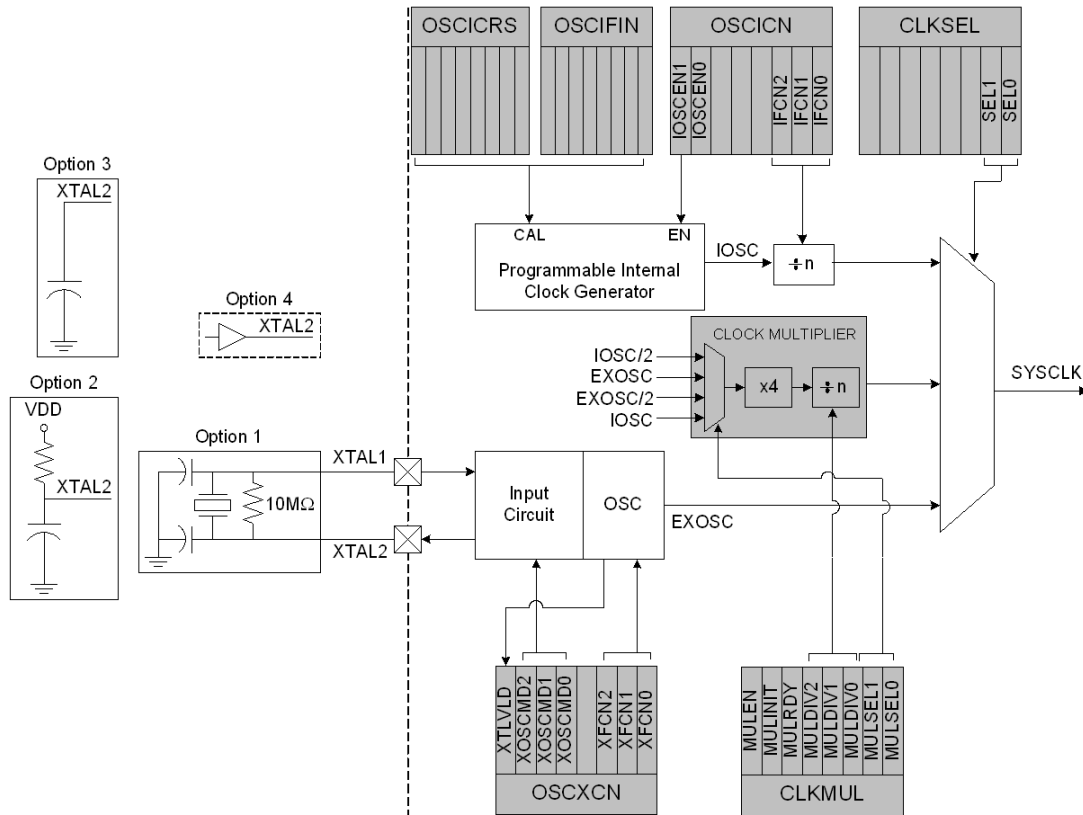 OSCICRS
OSCIFIN
OSCICN
CLKSEL
IOSCEN1
IOSCEN0
IFCN2
IFCN1
IFCN0
SEL1
SEL0
Option 3
XTAL2
CAL
EN
Programmable Internal
Clock Generator
IOSC
÷ n
Option 4
XTAL2
CLOCK MULTIPLIER
IOSC/2
EXOSC
EXOSC/2
IOSC
x4
÷ n
SYSCLK
Option 2
VDD
XTAL2
Option 1
10MΩ
XTAL1
XTAL2
Input
Circuit
OSC
EXOSC
XTLVLD
XOSCMD2
XOSCMD1
XOSCMD0
XFCN2
XFCN1
XFCN0
OSCXCN
MULEN
MULINIT
MULRDY
MULDIV2
MULDIV1
MULDIV0
MULSEL1
MULSEL0
CLKMUL